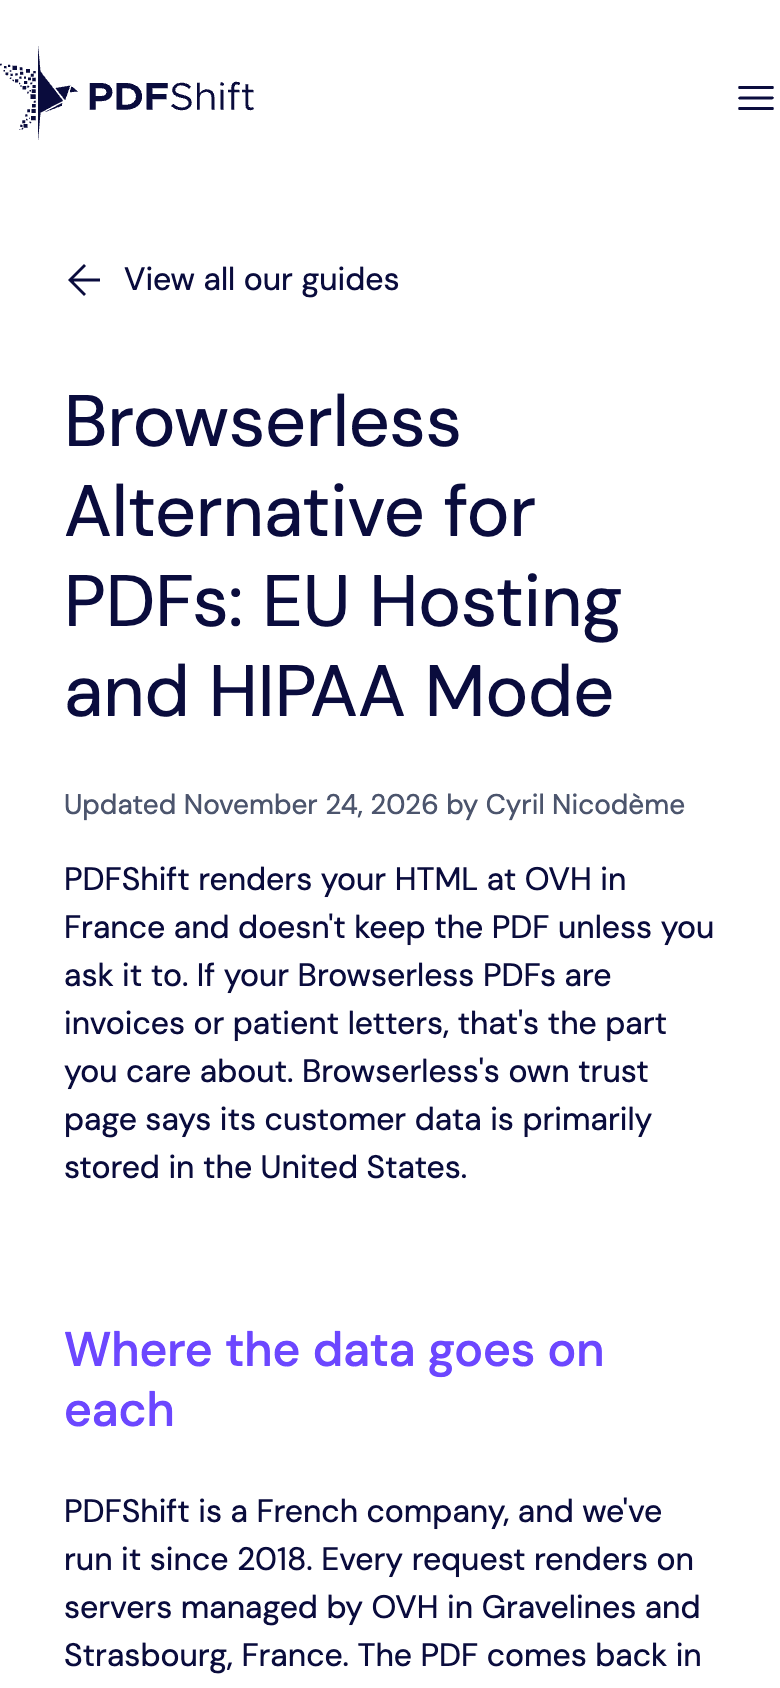 PDFShift
View all our guides
Browserless
Alternative for
PDFs: EU Hosting
and HIPAA Mode
Updated November 24, 2026 by Cyril Nicodème
PDFShift renders your HTML at OVH in
France and doesn't keep the PDF unless you
ask it to. If your Browserless PDFs are
invoices or patient letters, that's the part
you care about. Browserless's own trust
page says its customer data is primarily
stored in the United States.
Where the data goes on
each
PDFShift is a French company, and we've
run it since 2018. Every request renders on
servers managed by OVH in Gravelines and
Strasbourg, France. The PDF comes back in